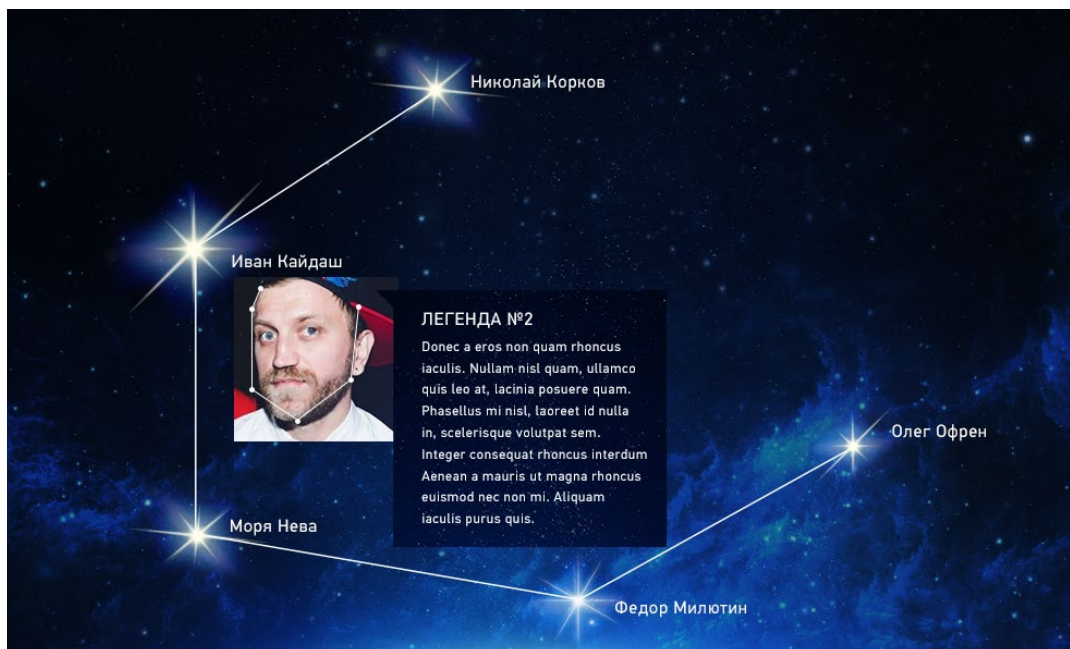 Николай Корков
Иван Кайдаш
ЛЕГЕНДА №2
Donec a eros non quam rhoncus
iaculis. Nullam nisl quam, ullamco
quis leo at, lacinia posuere quam.
Phasellus mi nisl, laoreet id nulla
in, scelerisque volutpat sem.
Integer consequat rhoncus interdum
Aenean a mauris ut magna rhoncus
euismod nec non mi. Aliquam
iaculis purus quis.
Олег Офрен
Моря Нева
Федор Милютин